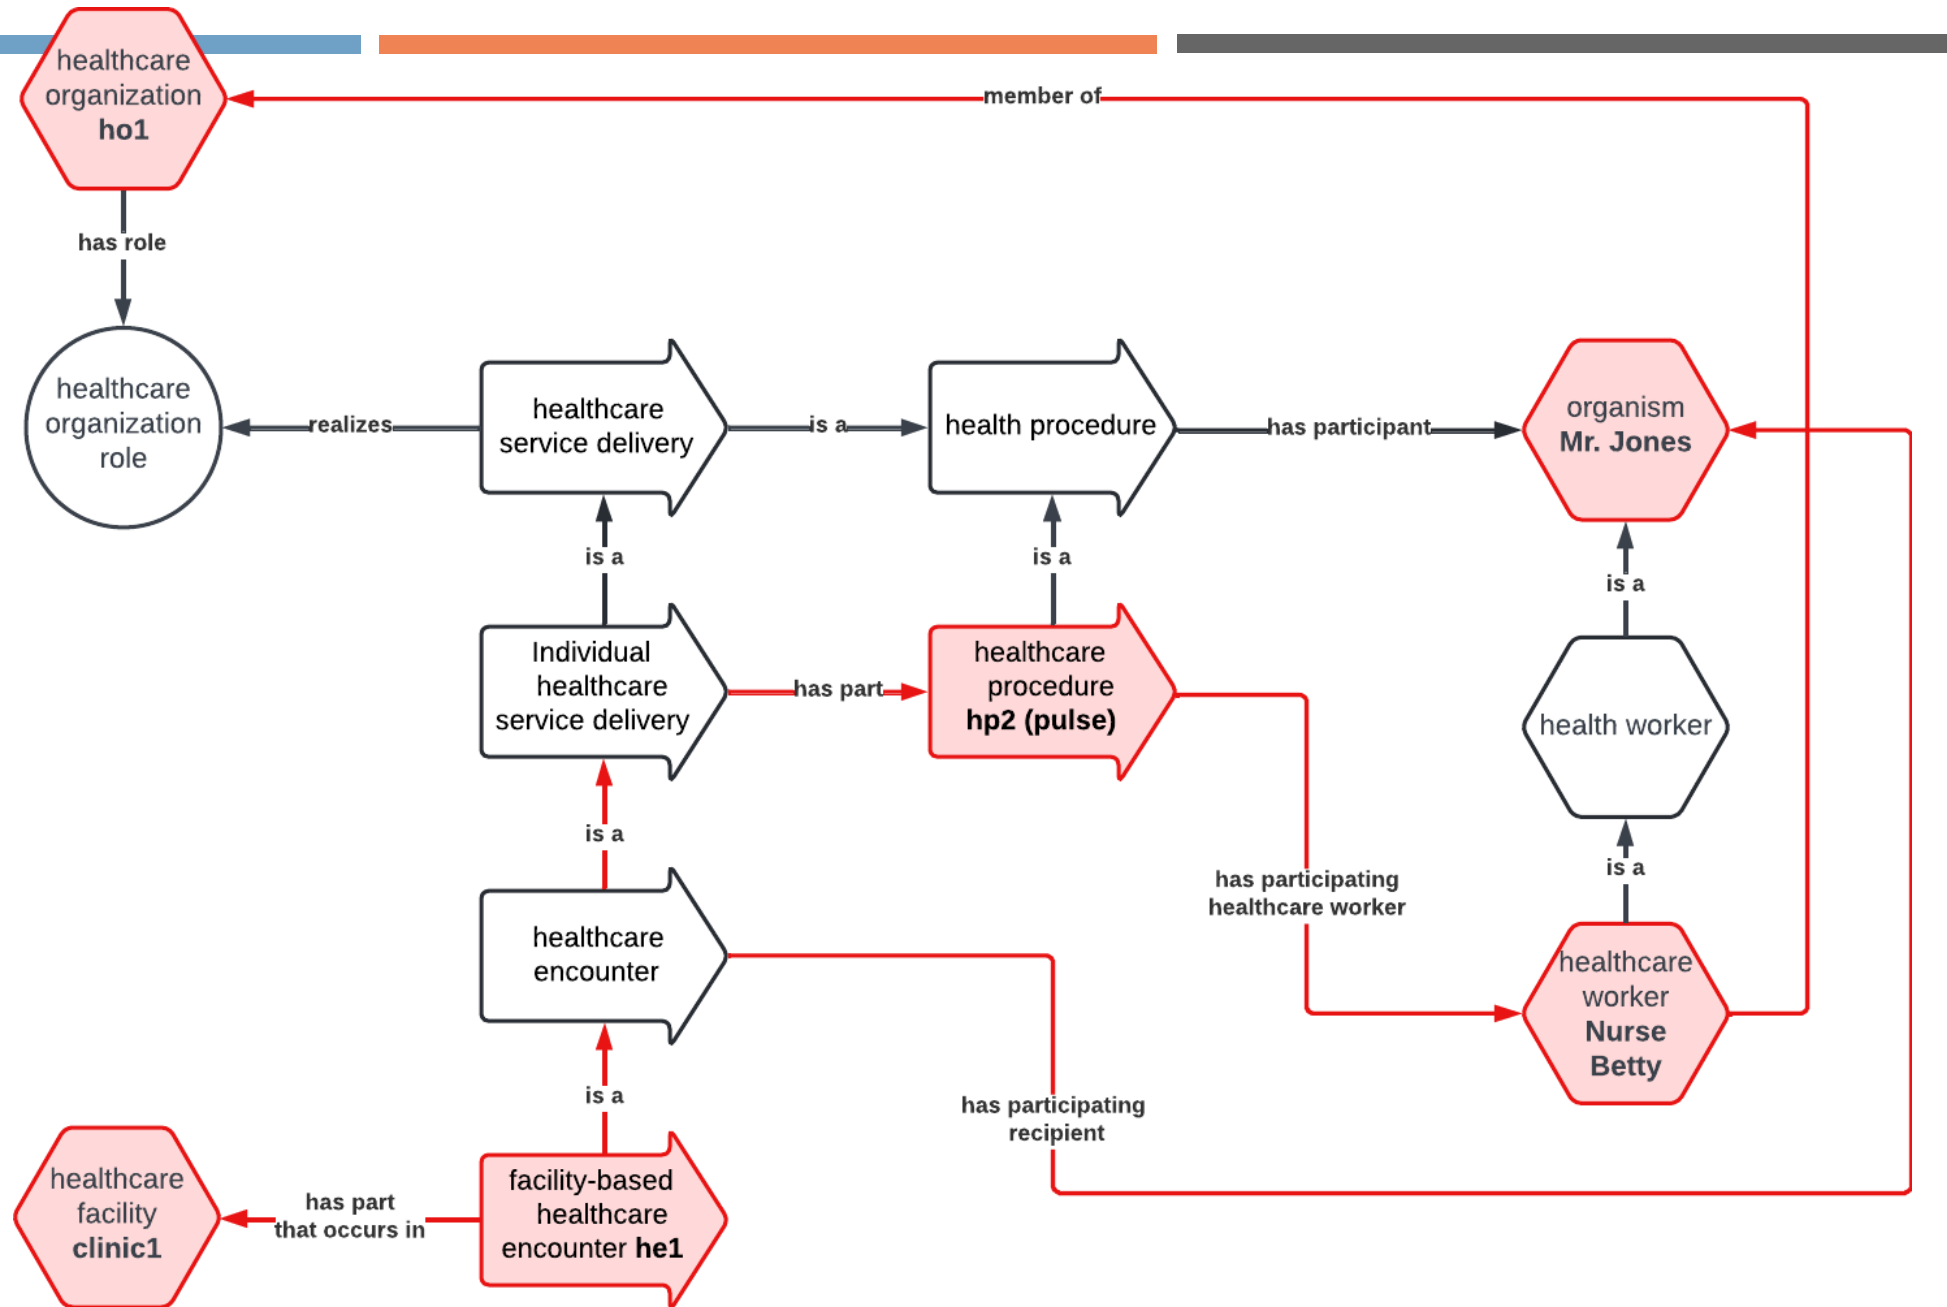 healthcare
organization
ho1
member of
has role
healthcare
organization
role
realizes
healthcare
service delivery
is a
health procedure
has participant
organism
Mr. Jones
is a
is a
is a
Individual
healthcare
service delivery
has part
healthcare
procedure
hp2 (pulse)
health worker
is a
is a
has participating
healthcare worker
healthcare
encounter
healthcare
worker
Nurse
Betty
is a
has participating
recipient
healthcare
facility
clinic1
has part
that occurs in
facility-based
healthcare
encounter he1